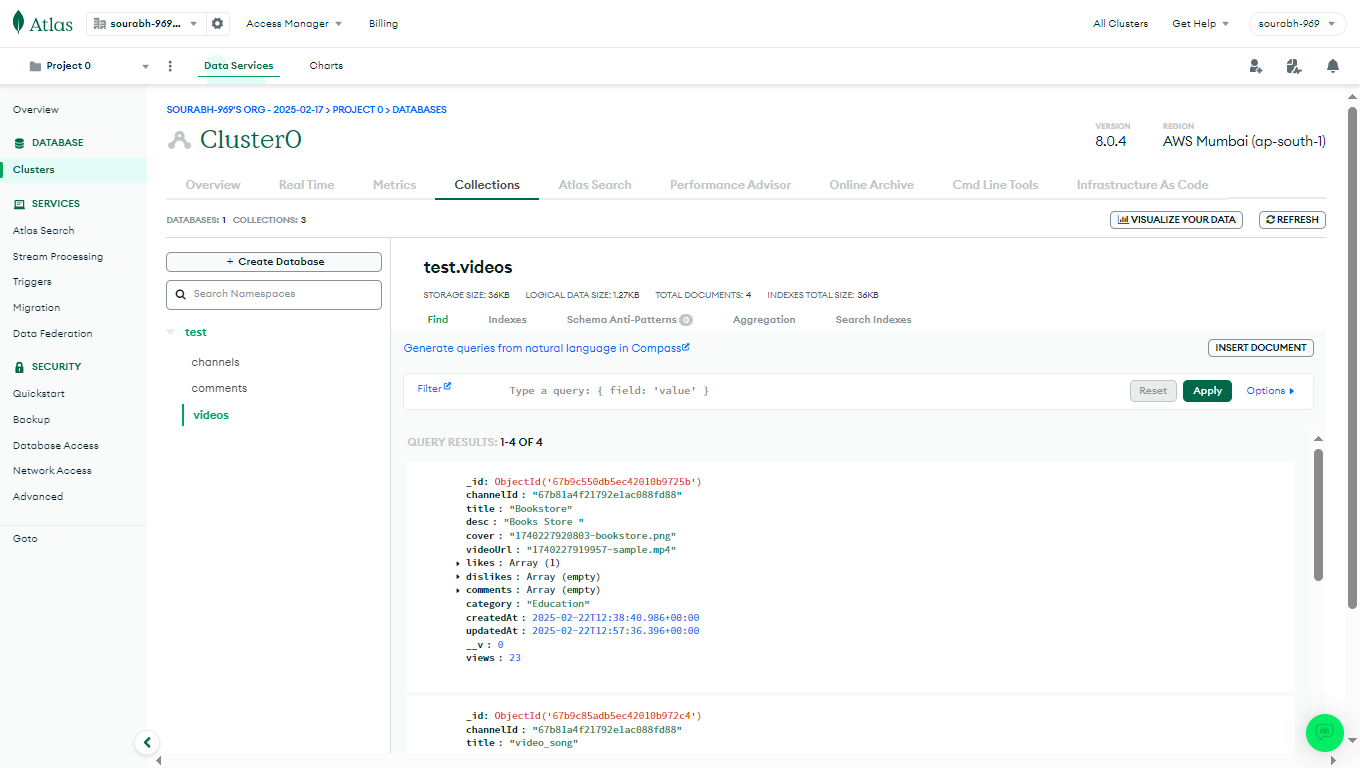 Atlas
sourabh-969...
Access Manager
Billing
All Clusters
Get Help
sourabh-969
Project 0
Data Services
Charts
Overview
DATABASE
Clusters
SERVICES
Atlas Search
Stream Processing
Triggers
Migration
Data Federation
SECURITY
Quickstart
Backup
Database Access
Network Access
Advanced
Goto
SOURABH-969'S ORG - 2025-02-17 > PROJECT 0 > DATABASES
Cluster0
VERSION
8.0.4
REGION
AWS Mumbai (ap-south-1)
Overview
Real Time
Metrics
Collections
Atlas Search
Performance Advisor
Online Archive
Cmd Line Tools
Infrastructure As Code
DATABASES: 1 COLLECTIONS: 3
VISUALIZE YOUR DATA
REFRESH
+ Create Database
Search Namespaces
test
channels
comments
videos
test.videos
STORAGE SIZE: 36KB LOGICAL DATA SIZE: 1.27KB TOTAL DOCUMENTS: 4 INDEXES TOTAL SIZE: 36KB
Find
Indexes
Schema Anti-Patterns 0
Aggregation
Search Indexes
Generate queries from natural language in Compass
INSERT DOCUMENT
Filter
Type a query: { field: 'value' }
Reset
Apply
Options
QUERY RESULTS: 1-4 OF 4
_id: ObjectId('67b9c550db5ec42010b9725b')
channelId : "67b81a4f21792e1ac088fd88"
title : "Bookstore"
desc : "Books Store "
cover : "1740227920803-bookstore.png"
videoUrl : "1740227919957-sample.mp4"
likes : Array (1)
dislikes : Array (empty)
comments : Array (empty)
category : "Education"
createdAt : 2025-02-22T12:38:40.986+00:00
updatedAt : 2025-02-22T12:57:36.396+00:00
__v : 0
views : 23
_id: ObjectId('67b9c85adb5ec42010b972c4')
channelId : "67b81a4f21792e1ac088fd88"
title : "video_song"